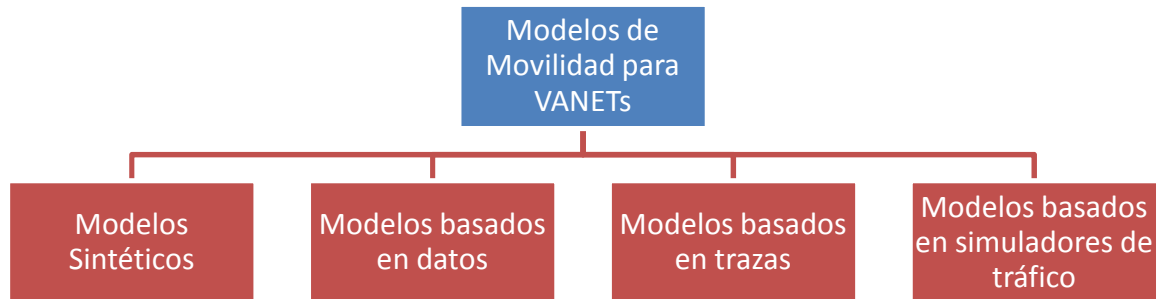 Modelos de
Movilidad para
VANETs
Modelos
Sintéticos
Modelos basados
en datos
Modelos basados
en trazas
Modelos basados
en simuladores de
tráfico